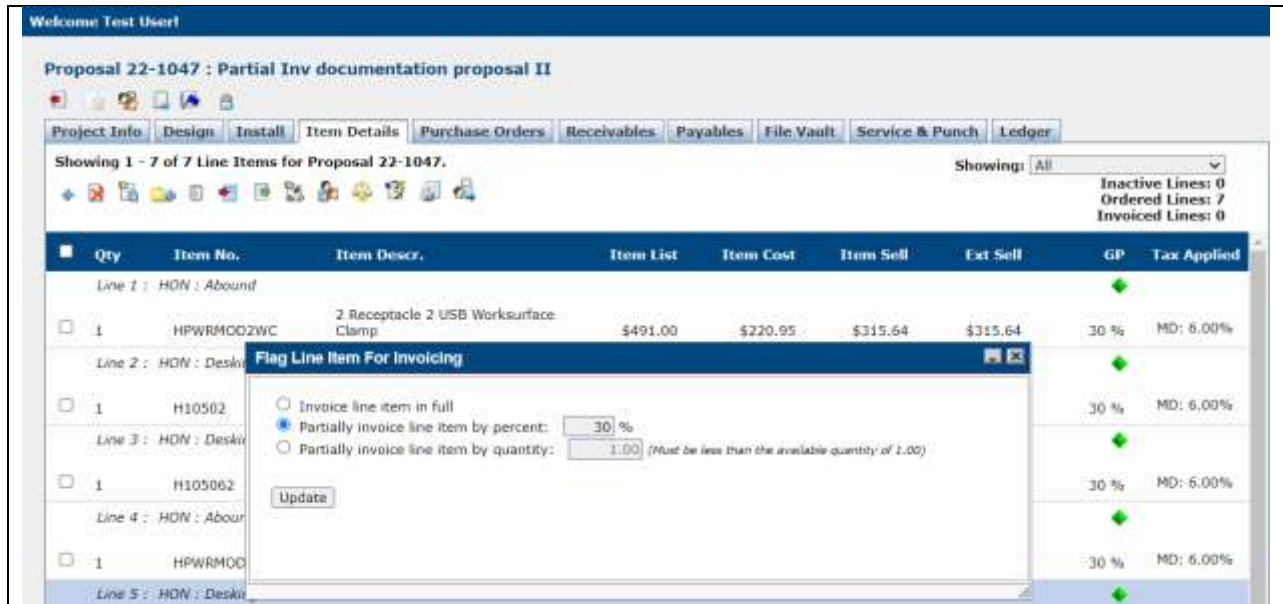 Welcome Test User!
Proposal 22-1047 : Partial Inv documentation proposal II
Project Info Design Install Item Details Purchase Orders Receivables Payables File Vault Service & Punch Ledger
Showing 1 - 7 of 7 Line Items for Proposal 22-1047. Showing: All
Inactive Lines: 0
Ordered Lines: 7
Invoiced Lines: 0
Qty Item No. Item Descr. Item List Item Cost Item Sell Ext Sell GP Tax Applied
Line 1 : HON : Abound
2 Receptacle 2 USB Worksurface
1 HPWRMOD2WC Clamp $491.00 $220.95 $315.64 $315.64 30 % MD: 6.00%
Line 2 : HON : Deski
Flag Line Item For Invoicing
Invoice line item in full
1 H10502 30 % MD: 6.00%
Partially invoice line item by percent: 30 %
Line 3 : HON : Deskin
Partially invoice line item by quantity: 1.00 (Must be less than the available quantity of 1.00)
1 H105062 30 % MD: 6.00%
Update
Line 4 : HON : Abour
1 HPWRMOD 30 % MD: 6.00%
Line 5 : HON : Deskin